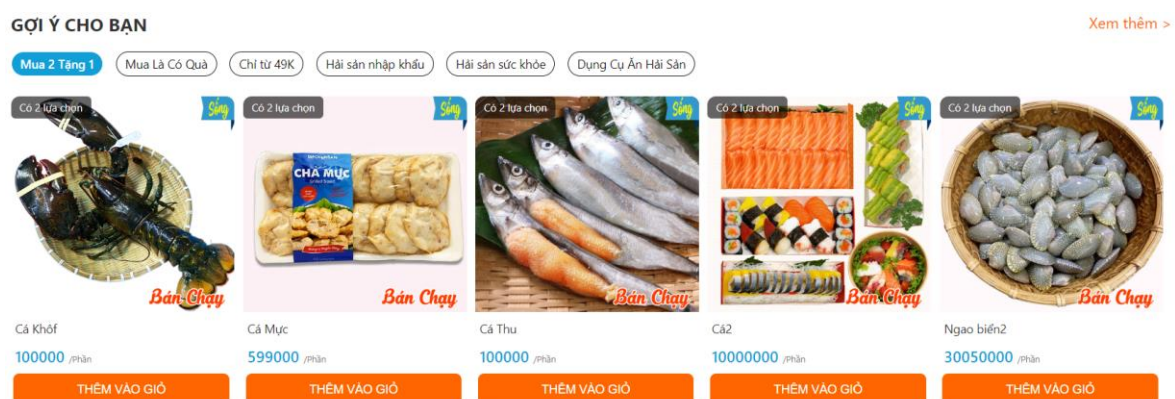 GỢI Ý CHO BẠN
Xem thêm >
Mua 2 Tặng 1
Mua Là Có Quà
Chỉ từ 49K
Hải sản nhập khẩu
Hải sản sức khỏe
Dụng Cụ Ăn Hải Sản
Có 2 lựa chọn
Sống
Có 2 lựa chọn
Sống
Có 2 lựa chọn
Sống
Có 2 lựa chọn
Sống
Có 2 lựa chọn
Sống
CHẢ MỰC
Bán Chạy
Bán Chạy
Bán Chạy
Bán Chạy
Bán Chạy
Cá Khôf
Cá Mực
Cá Thu
Cá2
Ngao biển2
100000 /Phần
599000 /Phần
100000 /Phần
10000000 /Phần
30050000 /Phần
THÊM VÀO GIỎ
THÊM VÀO GIỎ
THÊM VÀO GIỎ
THÊM VÀO GIỎ
THÊM VÀO GIỎ